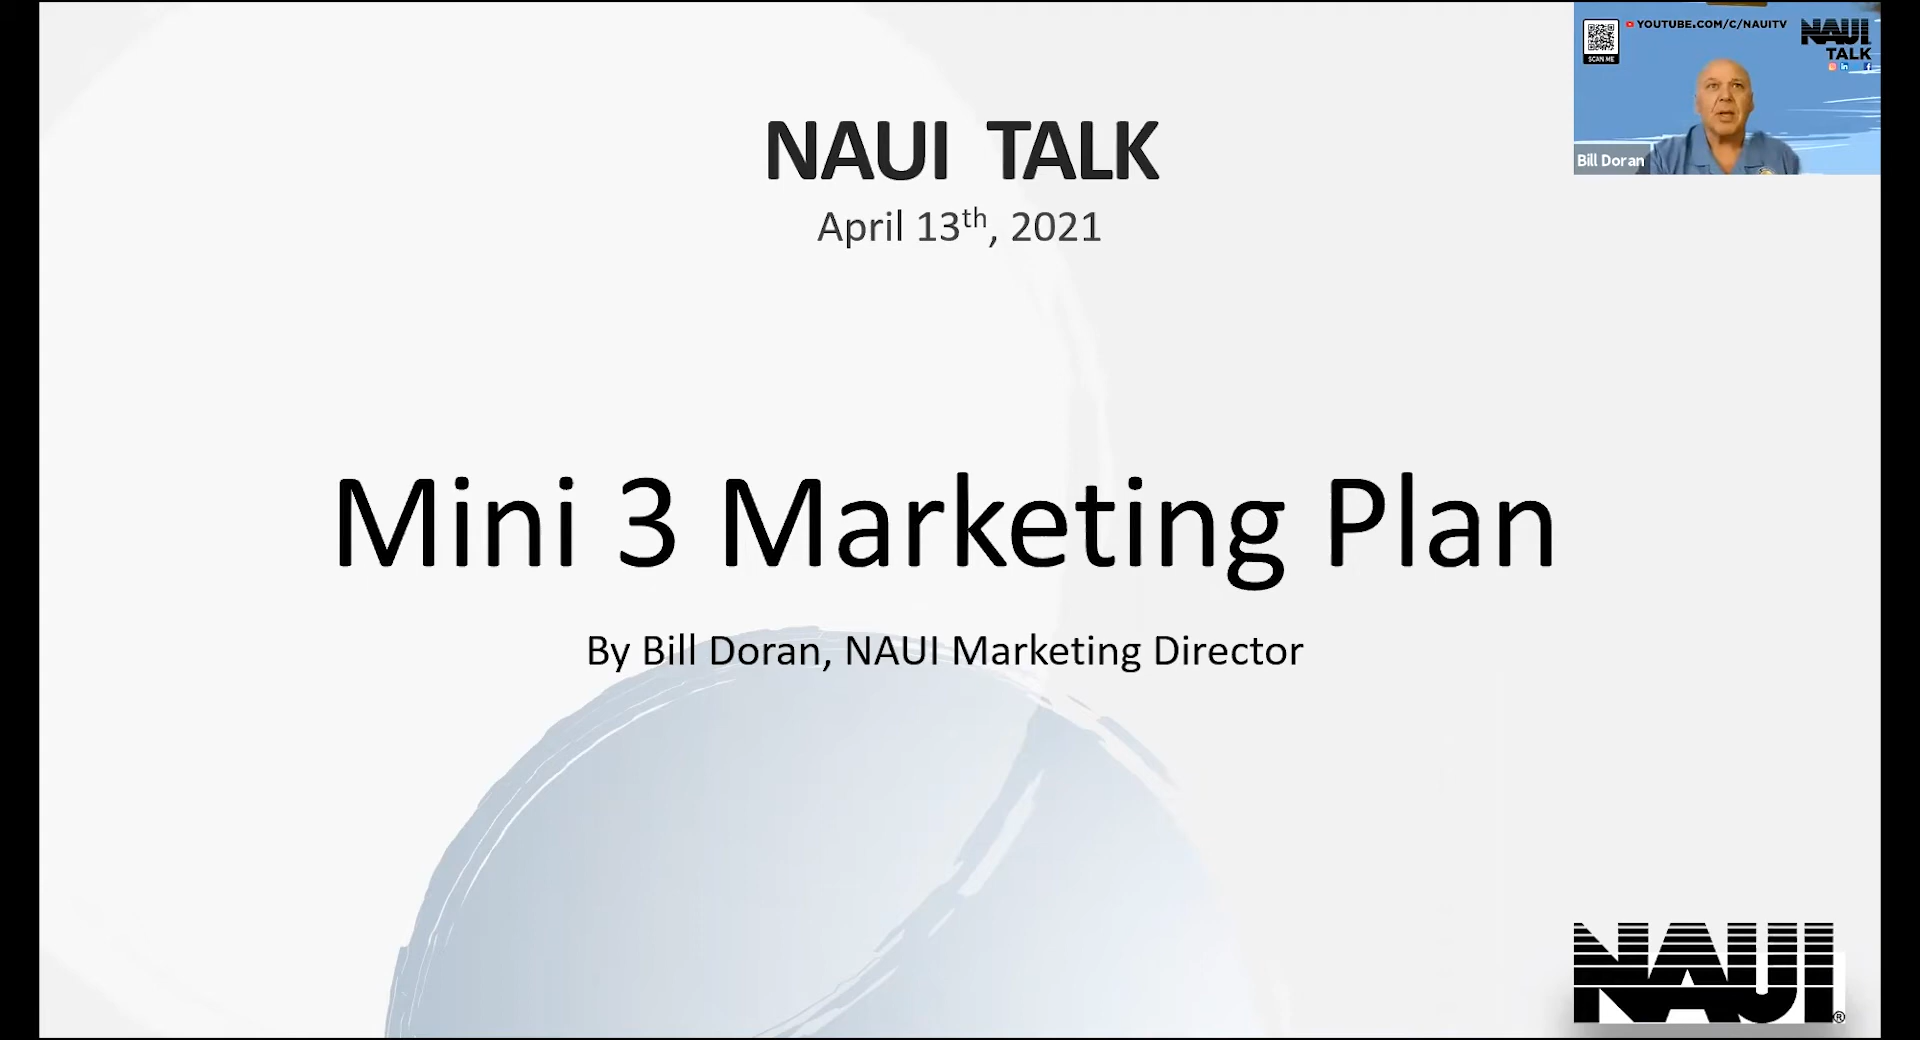 YOUTUBE.COM/C/NAUITV
NAUI
TALK
SCAN ME
Bill Doran
NAUI TALK
April 13th, 2021
Mini 3 Marketing Plan
By Bill Doran, NAUI Marketing Director
NAUI®